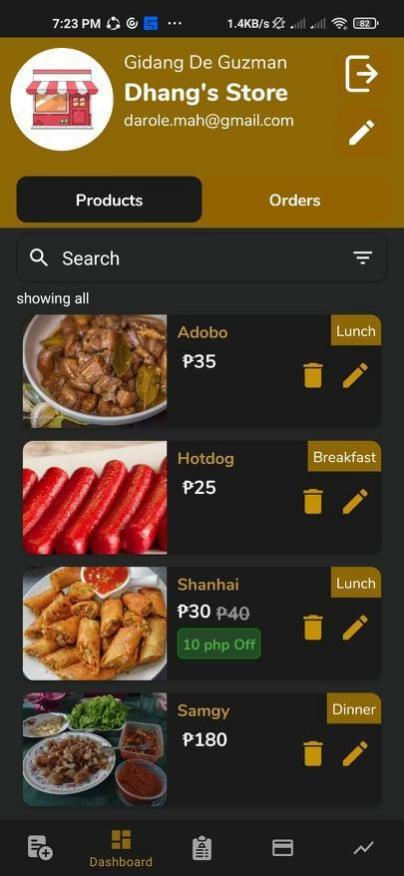 7:23 PM ... 1.4KB/s 82
Gidang De Guzman
Dhang's Store
darole.mah@gmail.com
Products Orders
Search
showing all
Adobo Lunch
₱35
Hotdog Breakfast
₱25
Shanhai Lunch
₱30 ₱40
10 php Off
Samgy Dinner
₱180
Dashboard